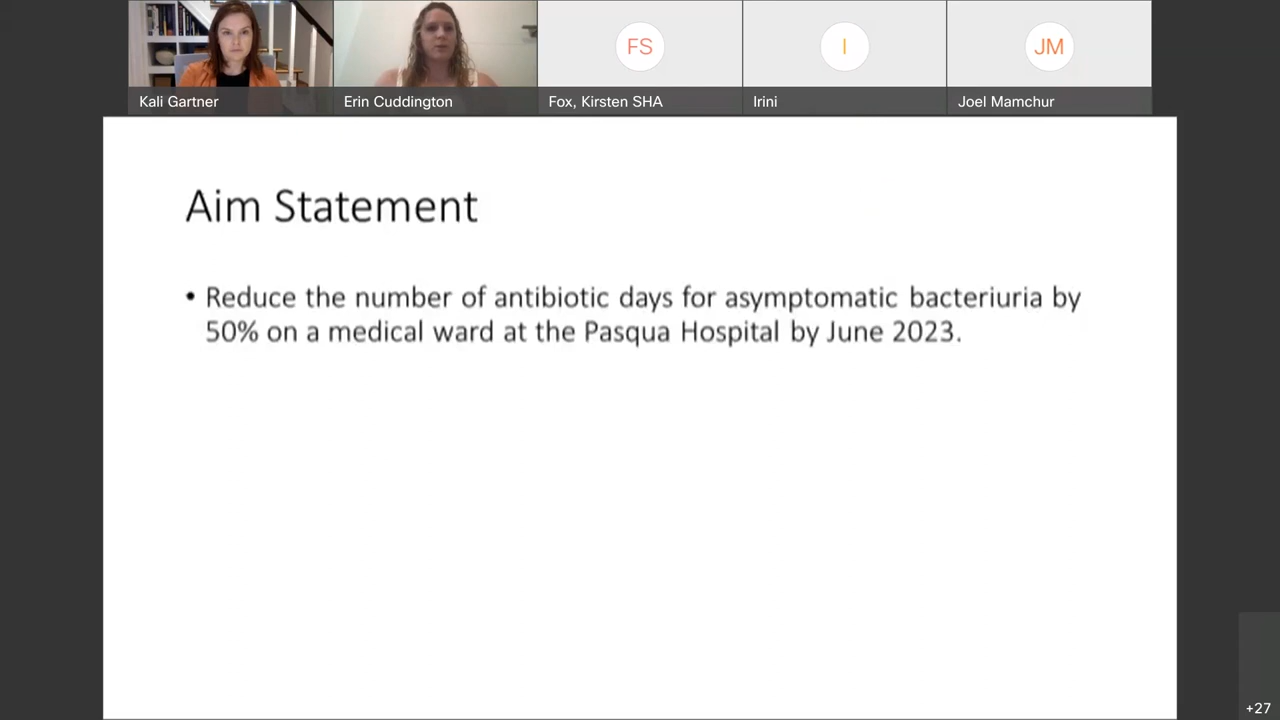 FS
I
JM
Kali Gartner
Erin Cuddington
Fox, Kirsten SHA
Irini
Joel Mamchur
Aim Statement
• Reduce the number of antibiotic days for asymptomatic bacteriuria by
50% on a medical ward at the Pasqua Hospital by June 2023.
+27